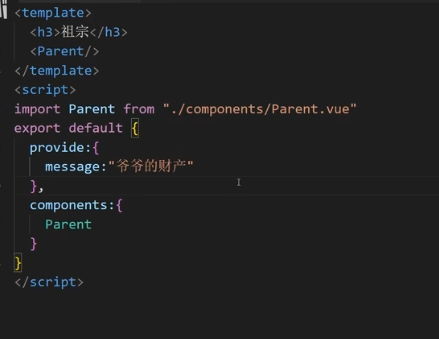 <template>
<h3>祖宗</h3>
<Parent/>
</template>
<script>
import Parent from "./components/Parent.vue"
export default {
provide:{
message:"爷爷的财产"
},
components:{
Parent
}
}
</script>